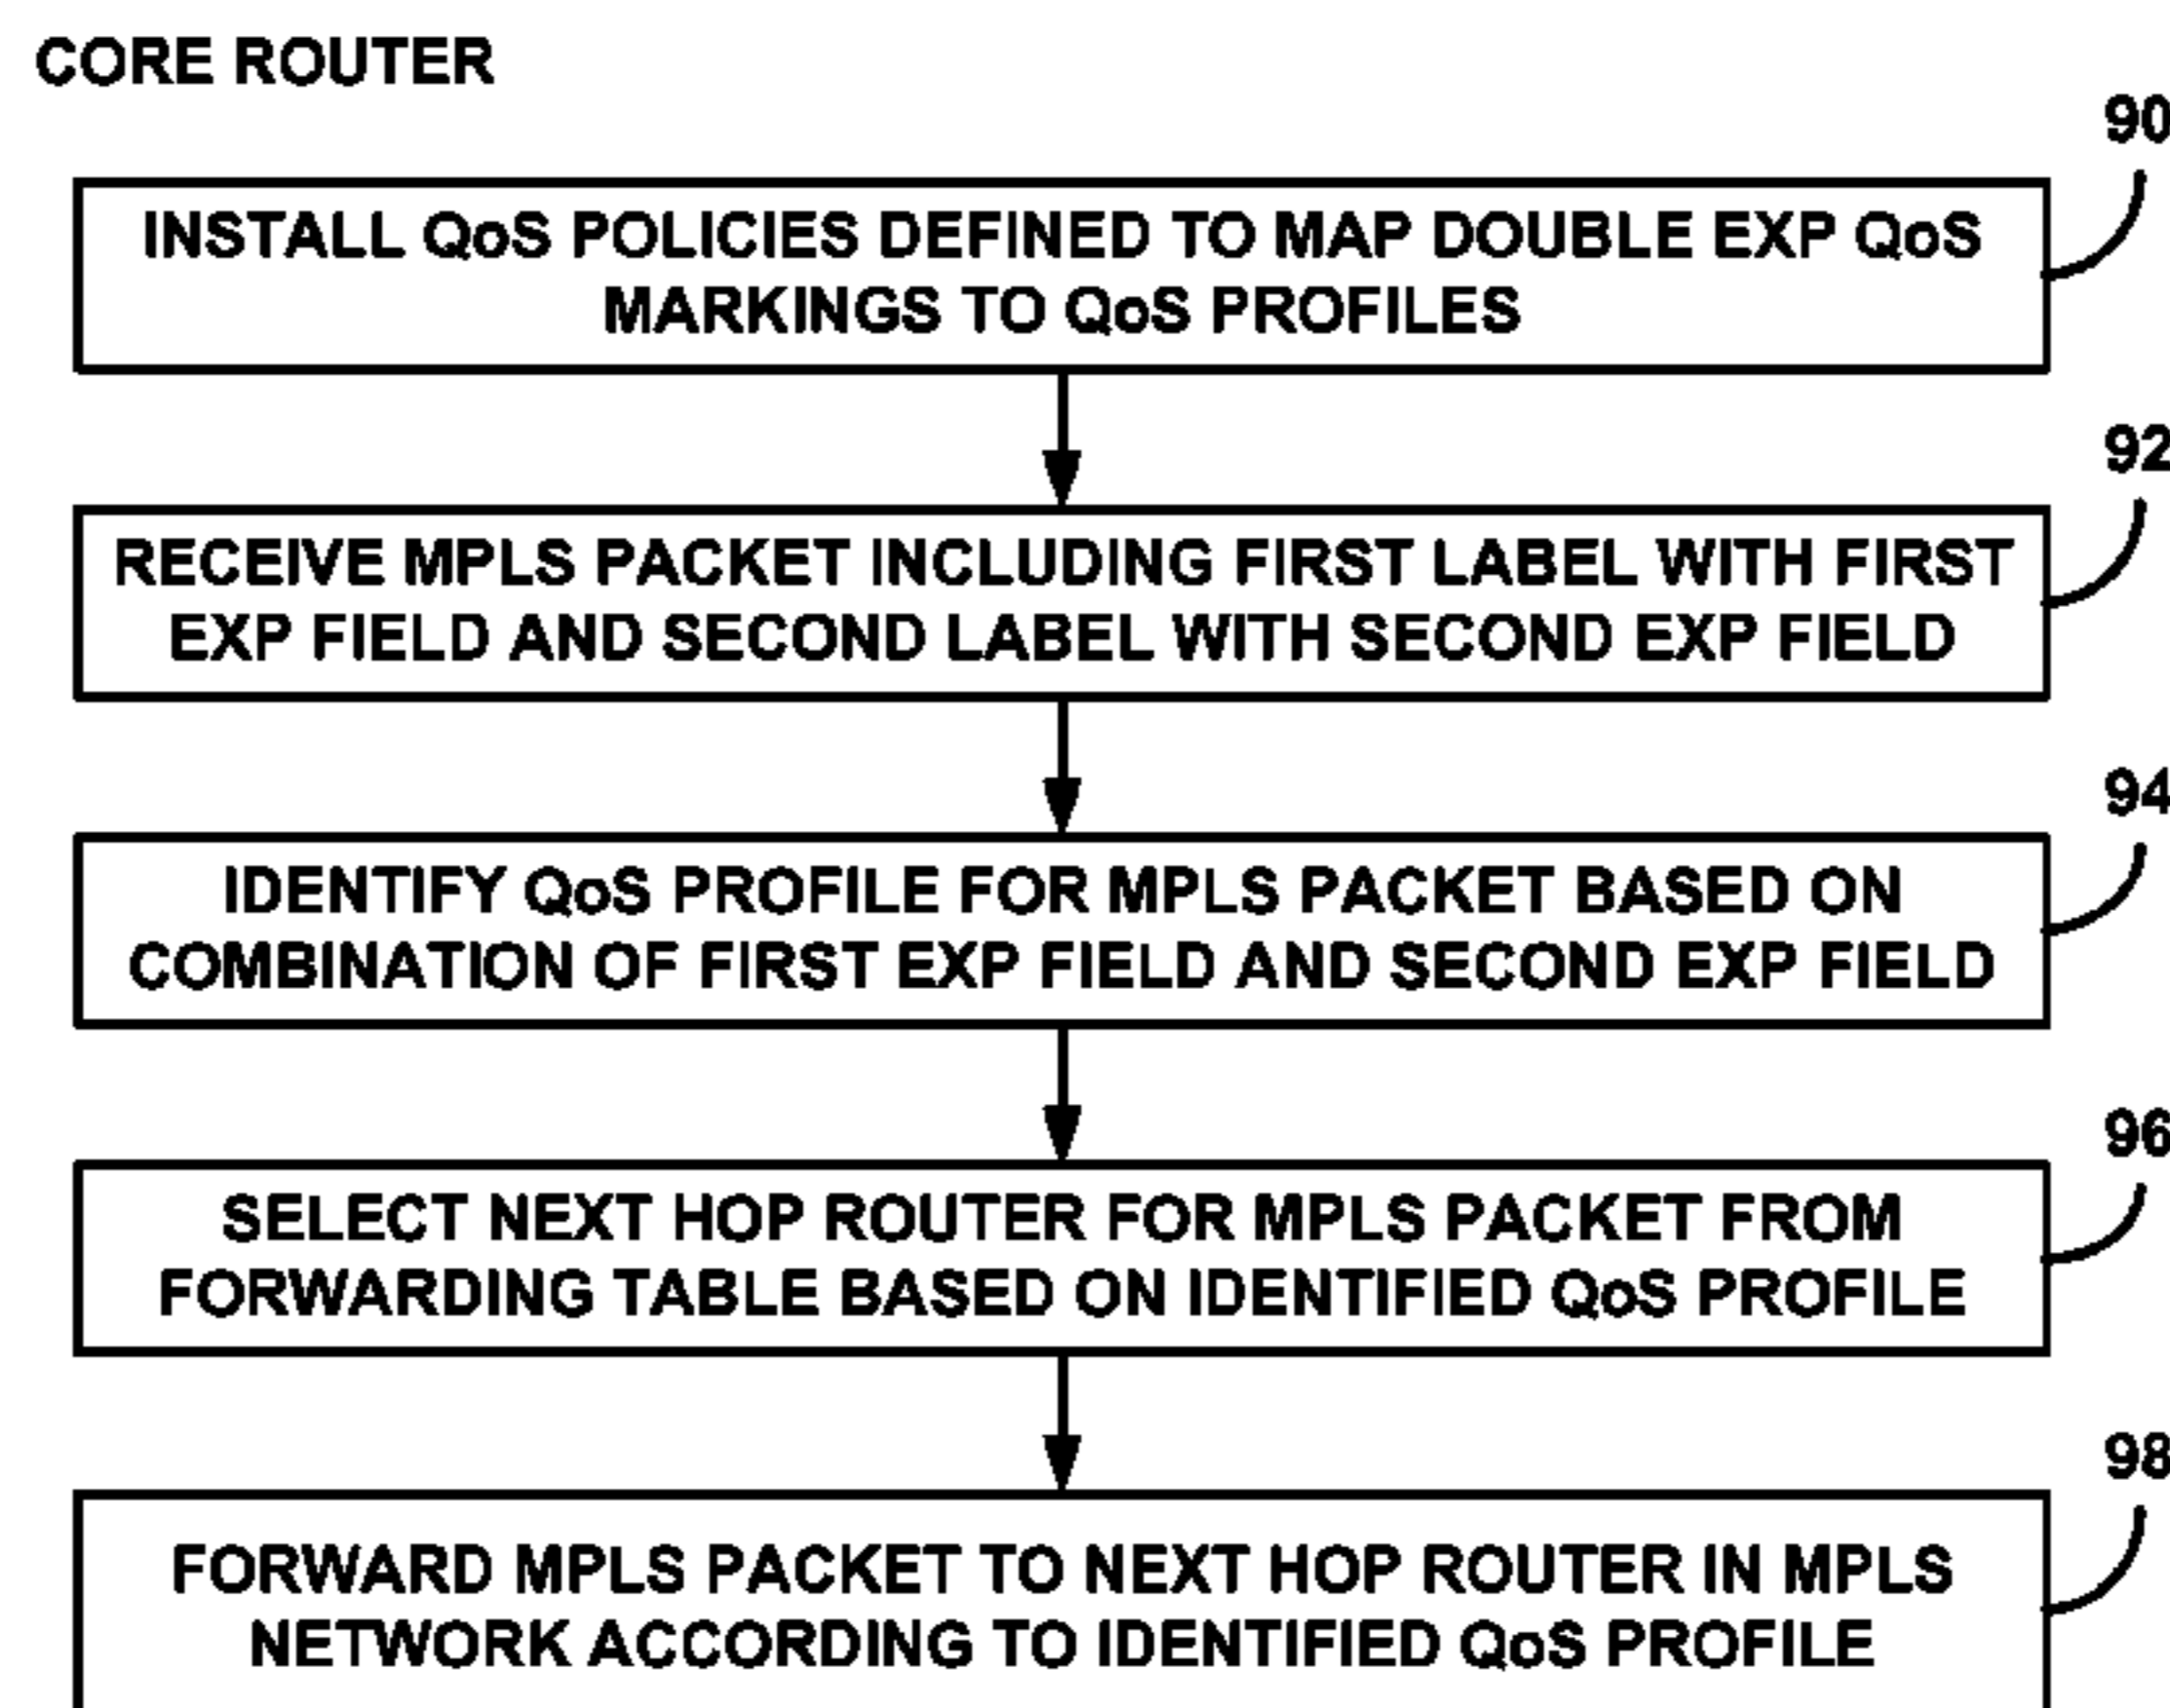 CORE ROUTER
90
INSTALL QoS POLICIES DEFINED TO MAP DOUBLE EXP QoS
MARKINGS TO QoS PROFILES
92
RECEIVE MPLS PACKET INCLUDING FIRST LABEL WITH FIRST
EXP FIELD AND SECOND LABEL WITH SECOND EXP FIELD
94
IDENTIFY QoS PROFILE FOR MPLS PACKET BASED ON
COMBINATION OF FIRST EXP FIELD AND SECOND EXP FIELD
96
SELECT NEXT HOP ROUTER FOR MPLS PACKET FROM
FORWARDING TABLE BASED ON IDENTIFIED QoS PROFILE
98
FORWARD MPLS PACKET TO NEXT HOP ROUTER IN MPLS
NETWORK ACCORDING TO IDENTIFIED QoS PROFILE